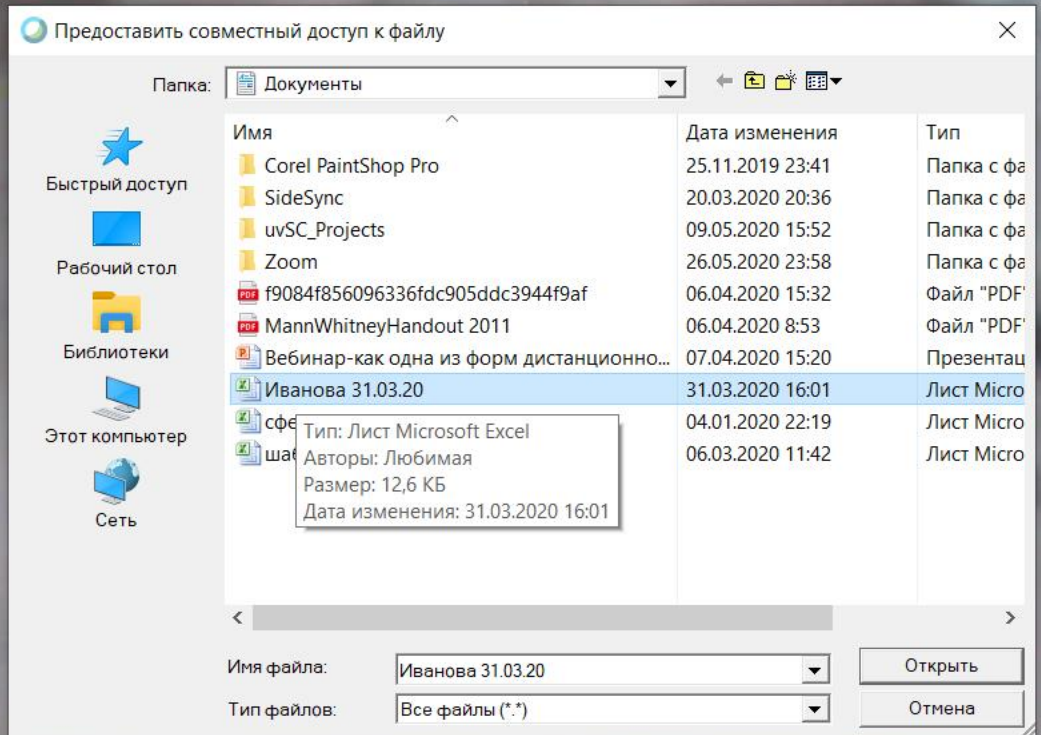 Предоставить совместный доступ к файлу
Папка: Документы
Имя Дата изменения Тип
Corel PaintShop Pro 25.11.2019 23:41 Папка с фа
SideSync 20.03.2020 20:36 Папка с фа
uvSC_Projects 09.05.2020 15:52 Папка с фа
Zoom 26.05.2020 23:58 Папка с фа
f9084f856096336fdc905ddc3944f9af 06.04.2020 15:32 Файл "PDF"
MannWhitneyHandout 2011 06.04.2020 8:53 Файл "PDF"
Вебинар-как одна из форм дистанционно... 07.04.2020 15:20 Презентац
Иванова 31.03.20 31.03.2020 16:01 Лист Micro
сфе 04.01.2020 22:19 Лист Micro
шаб 06.03.2020 11:42 Лист Micro
Тип: Лист Microsoft Excel
Авторы: Любимая
Размер: 12,6 КБ
Дата изменения: 31.03.2020 16:01
Быстрый доступ
Рабочий стол
Библиотеки
Этот компьютер
Сеть
Имя файла: Иванова 31.03.20 Открыть
Тип файлов: Все файлы (*.*) Отмена